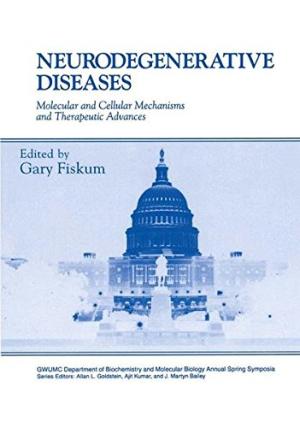 NEURODEGENERATIVE
DISEASES
Molecular and Cellular Mechanisms
and Therapeutic Advances
Edited by
Gary Fiskum
GWUMC Department of Biochemistry and Molecular Biology Annual Spring Symposia
Series Editors: Allan L. Goldstein, Ajit Kumar, and J. Martyn Bailey